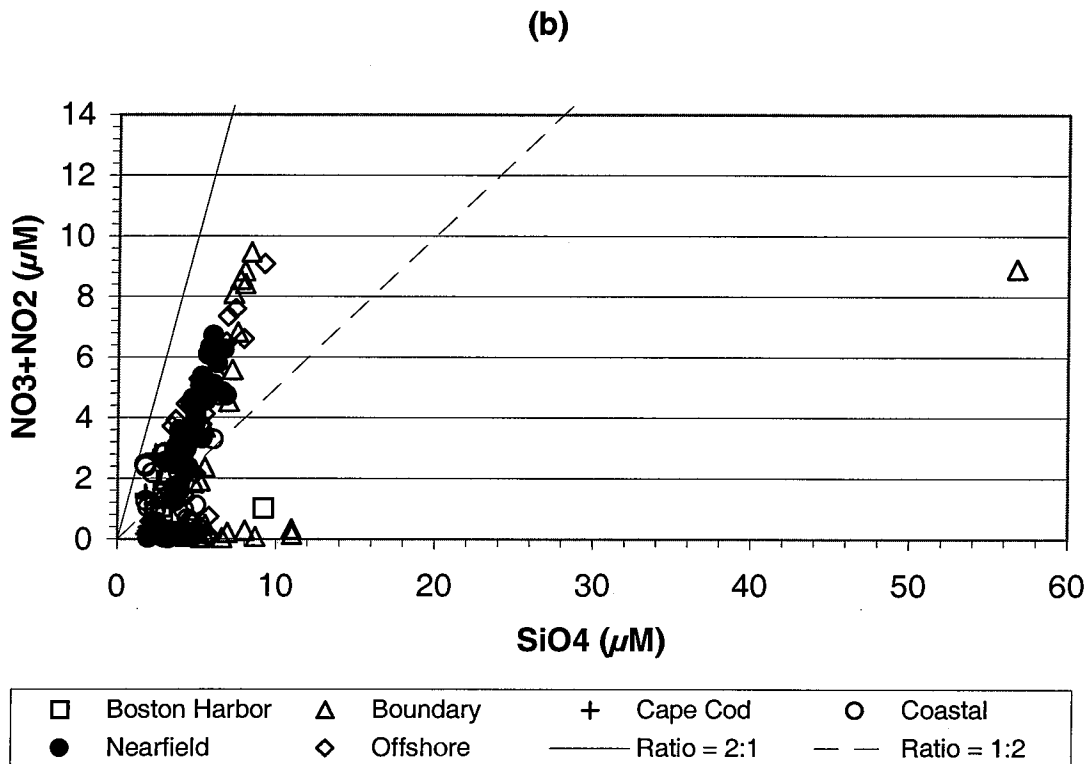 (b)
NO3+NO2 (µM)
14
12
10
8
6
4
2
0
0 10 20 30 40 50 60
SiO4 (µM)
Boston Harbor Boundary Cape Cod Coastal
Nearfield Offshore Ratio = 2:1 Ratio = 1:2